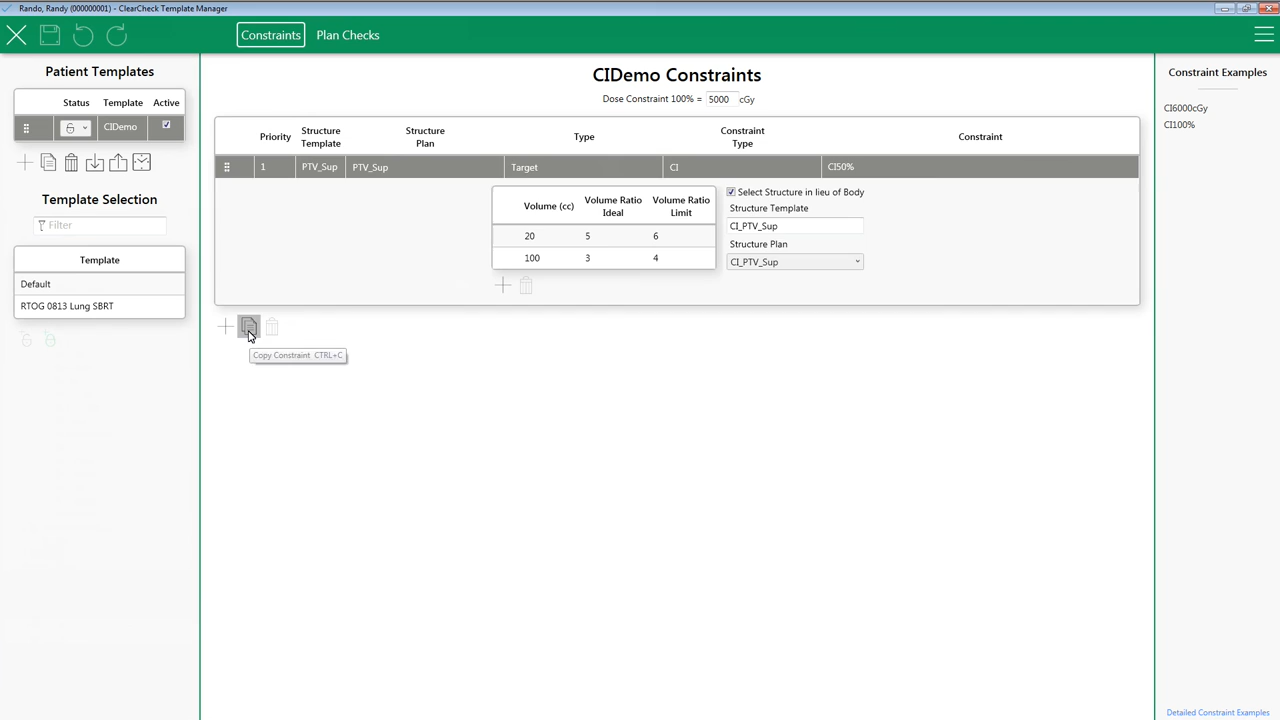 Rando, Randy (000000001) - ClearCheck Template Manager
Constraints
Plan Checks
Patient Templates
Status Template Active
CIDemo
Template Selection
Filter
Template
Default
RTOG 0813 Lung SBRT
CIDemo Constraints
Dose Constraint 100% = 5000 cGy
Priority Structure Template Structure Plan Type Constraint Type Constraint
1 PTV_Sup PTV_Sup Target CI CI50%
Volume (cc) Volume Ratio Ideal Volume Ratio Limit
20 5 6
100 3 4
Select Structure in lieu of Body
Structure Template
CI_PTV_Sup
Structure Plan
CI_PTV_Sup
Copy Constraint CTRL+C
Constraint Examples
CI6000cGy
CI100%
Detailed Constraint Examples